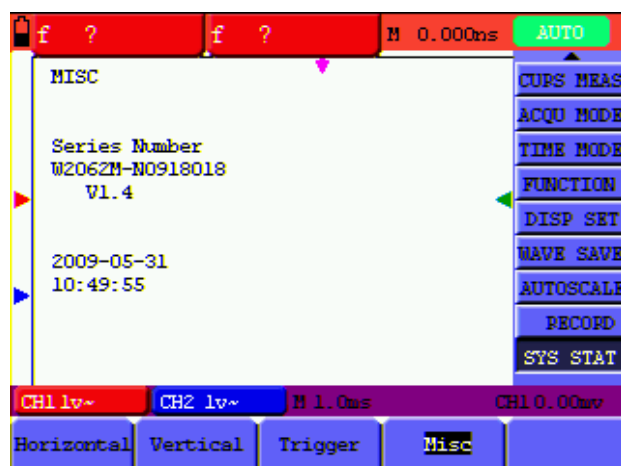 f ? f ? M 0.000ns AUTO
MISC
Series Number
W2062M-N0918018
V1.4
2009-05-31
10:49:55
CURS MEAS
ACQU MODE
TIME MODE
FUNCTION
DISP SET
WAVE SAVE
AUTOSCALE
RECORD
SYS STAT
CH1 1v~ CH2 1v~ M 1.0ms CH1 0.00mv
Horizontal Vertical Trigger Misc